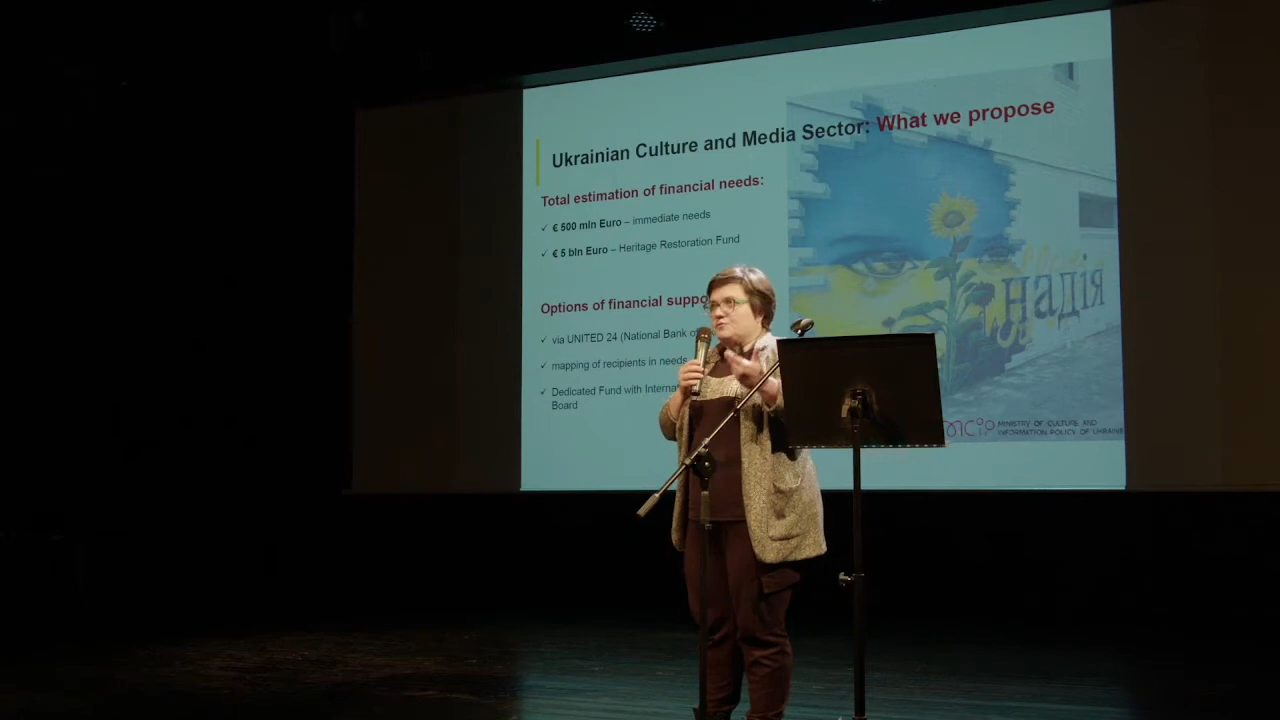 Ukrainian Culture and Media Sector: What we propose
Total estimation of financial needs:
✓ € 500 mln Euro – immediate needs
✓ € 5 bln Euro – Heritage Restoration Fund
Options of financial suppo
✓ via UNITED 24 (National Bank of
✓ mapping of recipients in needs
✓ Dedicated Fund with Interna
Board
надія
MINISTRY OF CULTURE AND
INFORMATION POLICY OF UKRAINE